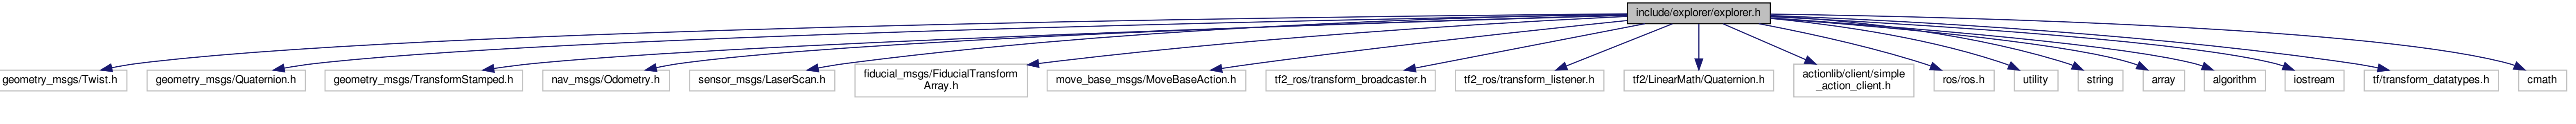 include/explorer/explorer.h
geometry_msgs/Twist.h
geometry_msgs/Quaternion.h
geometry_msgs/TransformStamped.h
nav_msgs/Odometry.h
sensor_msgs/LaserScan.h
fiducial_msgs/FiducialTransform
Array.h
move_base_msgs/MoveBaseAction.h
tf2_ros/transform_broadcaster.h
tf2_ros/transform_listener.h
tf2/LinearMath/Quaternion.h
actionlib/client/simple
_action_client.h
ros/ros.h
utility
string
array
algorithm
iostream
tf/transform_datatypes.h
cmath